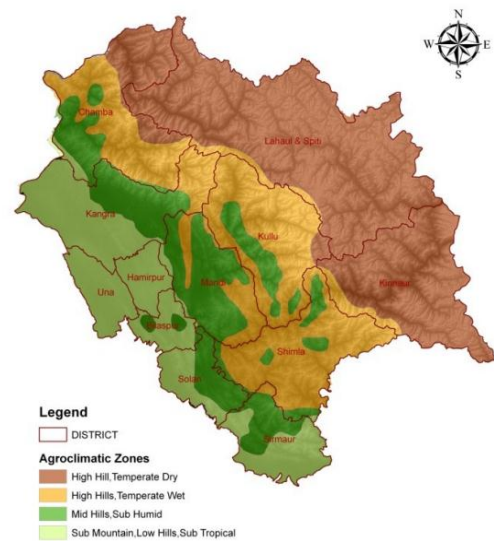 N
W E
S
Chamba
Lahaul & Spiti
Kangra
Kullu
Hamirpur
Mandi
Una
Kinnaur
Bilaspur
Shimla
Solan
Sirmaur
Legend
DISTRICT
Agroclimatic Zones
High Hill,Temperate Dry
High Hills,Temperate Wet
Mid Hills,Sub Humid
Sub Mountain,Low Hills,Sub Tropical